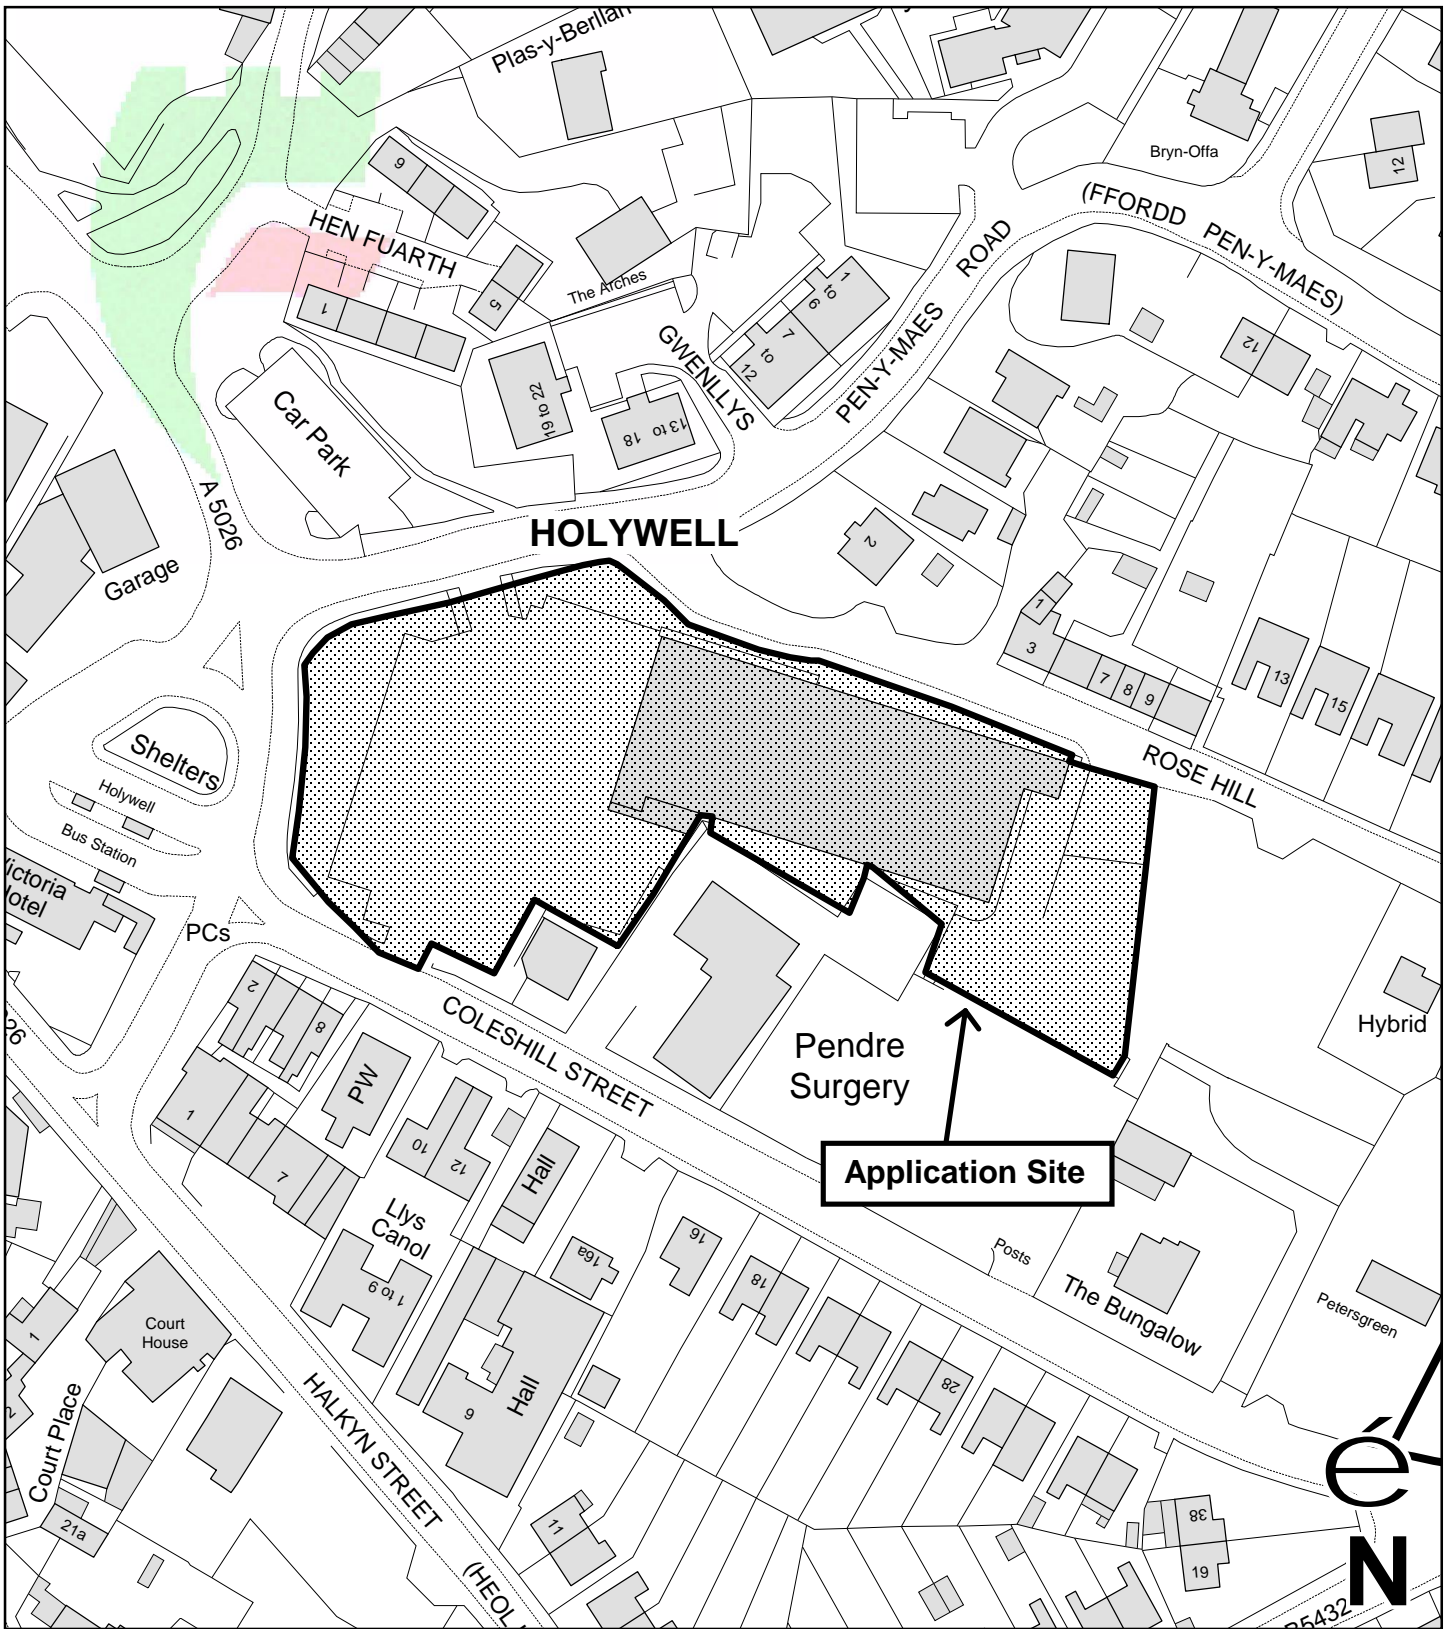 Plas-y-Berllan
Bryn-Offa
12
9
HEN FUARTH
(FFORDD PEN-Y-MAES)
5
The Arches
1
1
to
6
7
to
12
GWENLLYS
PEN-Y-MAES ROAD
12
Car Park
19 to 22
13 to 18
A 5026
HOLYWELL
2
Garage
1
3
7
8
9
13
15
ROSE HILL
Shelters
Holywell
Bus Station
PCs
2
8
COLESHILL STREET
Hybrid
Pendre
Surgery
PW
1
7
10
12
Hall
Application Site
Llys
Canol
1 to 9
16a
16
18
Posts
The Bungalow
Petersgreen
Court
House
1
2
Court Place
21a
HALKYN STREET
9
Hall
28
11
38
19
é
N
B5432